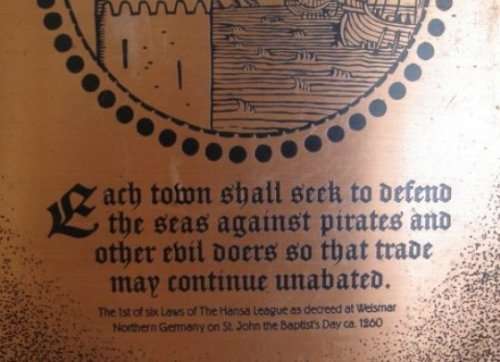 Each town shall seek to defend
the seas against pirates and
other evil doers so that trade
may continue unabated.
The 1st of six Laws of The Hansa League as decreed at Weismar
Northern Germany on St. John the Baptist's Day ca. 1260